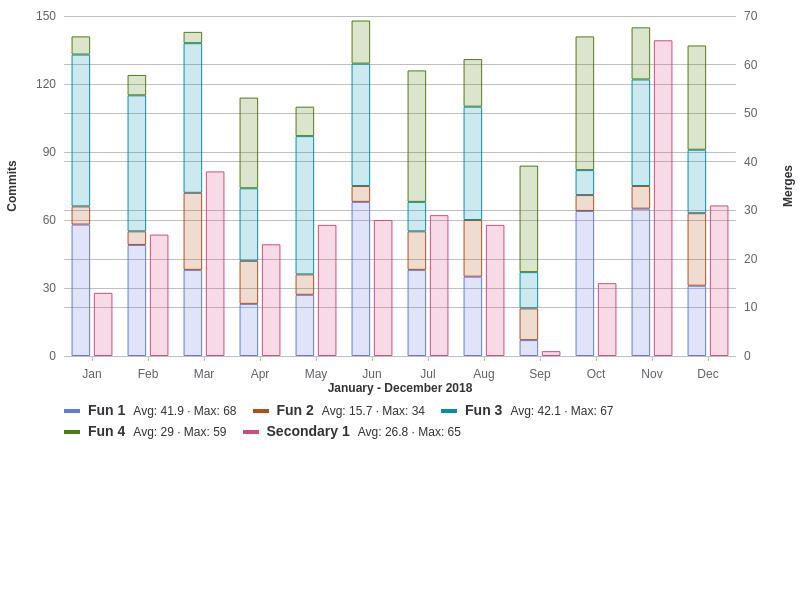 150
120
90
60
30
0
Commits
70
60
50
40
30
20
10
0
Merges
Jan Feb Mar Apr May Jun Jul Aug Sep Oct Nov Dec
January - December 2018
Fun 1 Avg: 41.9 · Max: 68 Fun 2 Avg: 15.7 · Max: 34 Fun 3 Avg: 42.1 · Max: 67
Fun 4 Avg: 29 · Max: 59 Secondary 1 Avg: 26.8 · Max: 65